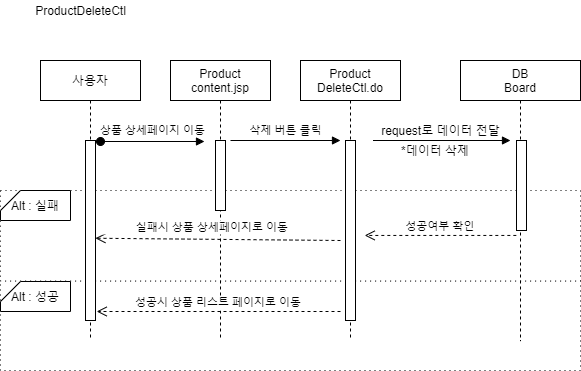 ProductDeleteCtl
사용자
Product
content.jsp
Product
DeleteCtl.do
DB
Board
상품 상세페이지 이동
삭제 버튼 클릭
request로 데이터 전달
*데이터 삭제
Alt : 실패
실패시 상품 상세페이지로 이동
성공여부 확인
Alt : 성공
성공시 상품 리스트 페이지로 이동